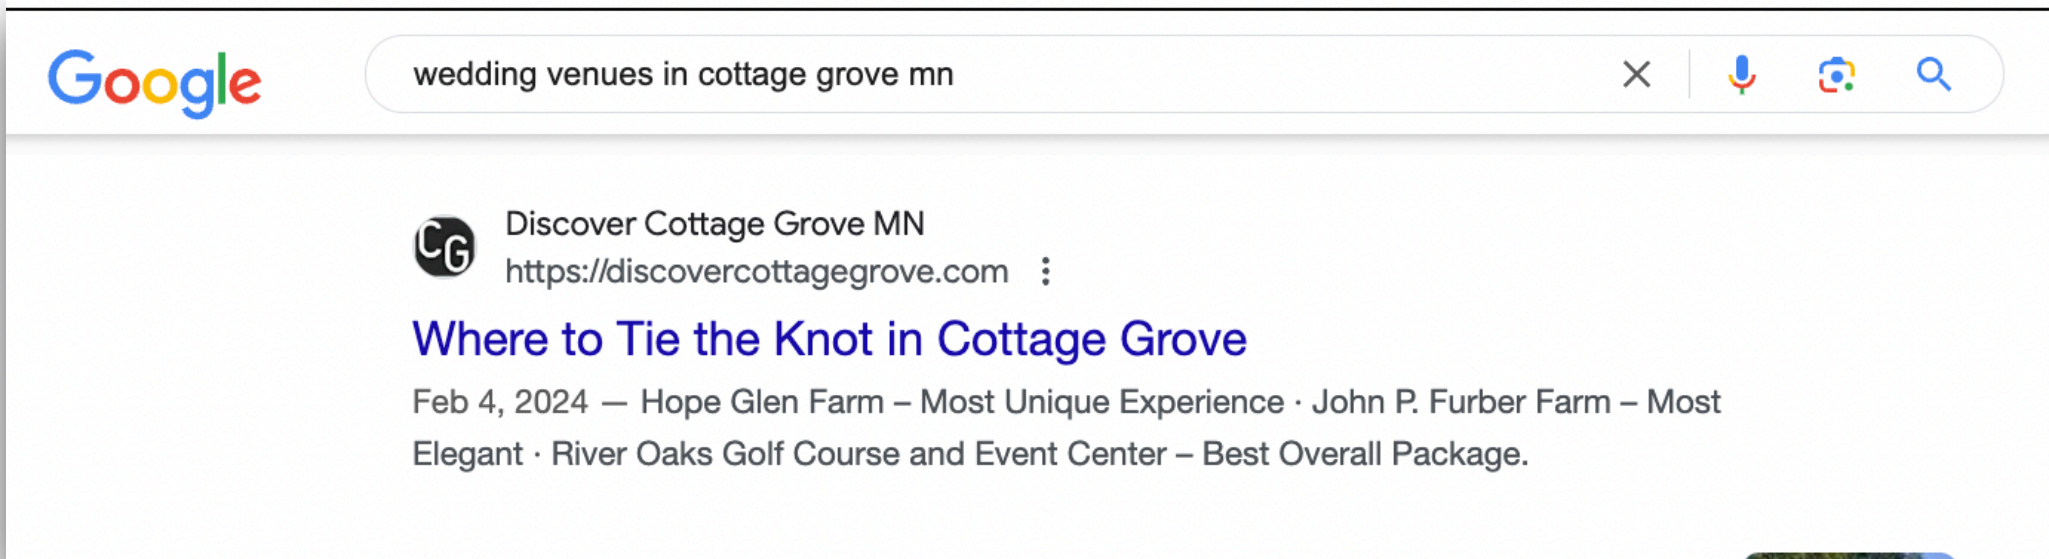 Google
wedding venues in cottage grove mn
CG
Discover Cottage Grove MN
https://discovercottagegrove.com
Where to Tie the Knot in Cottage Grove
Feb 4, 2024 — Hope Glen Farm – Most Unique Experience · John P. Furber Farm – Most
Elegant · River Oaks Golf Course and Event Center – Best Overall Package.